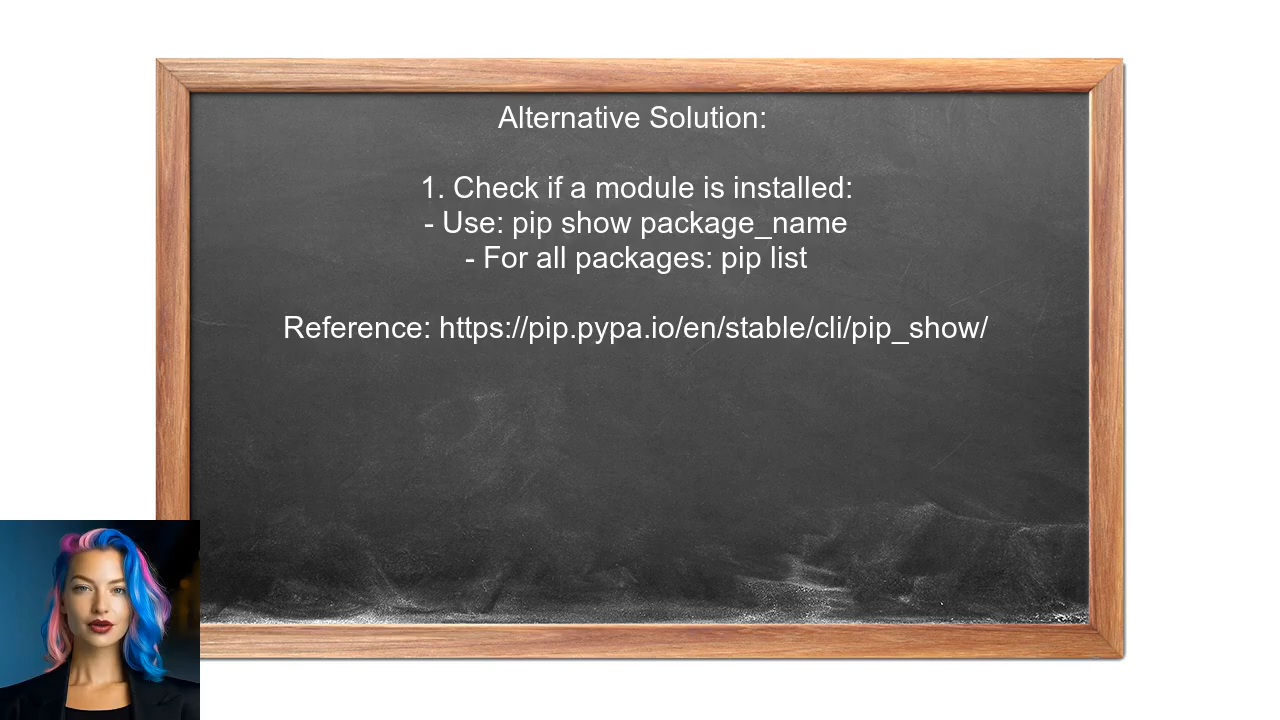 Alternative Solution:
1. Check if a module is installed:
- Use: pip show package_name
- For all packages: pip list
Reference: https://pip.pypa.io/en/stable/cli/pip_show/